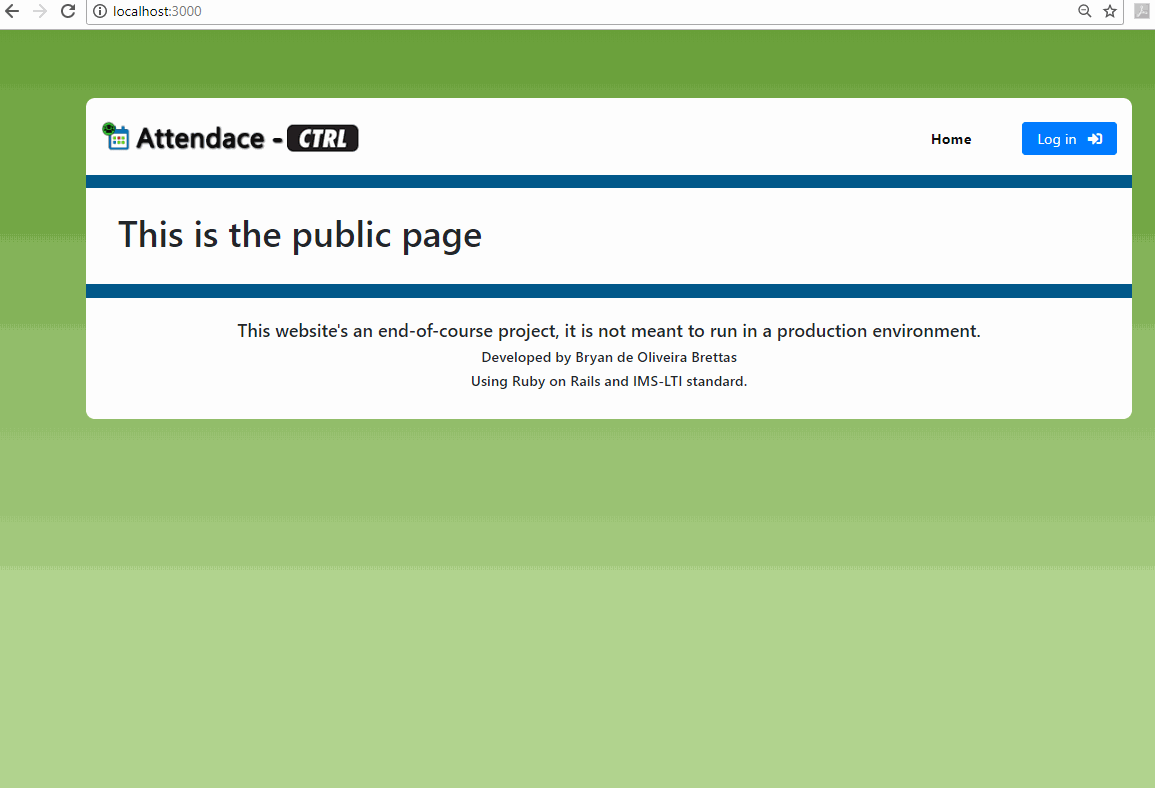 localhost:3000
Attendace - CTRL
Home
Log in
This is the public page
This website's an end-of-course project, it is not meant to run in a production environment.
Developed by Bryan de Oliveira Brettas
Using Ruby on Rails and IMS-LTI standard.